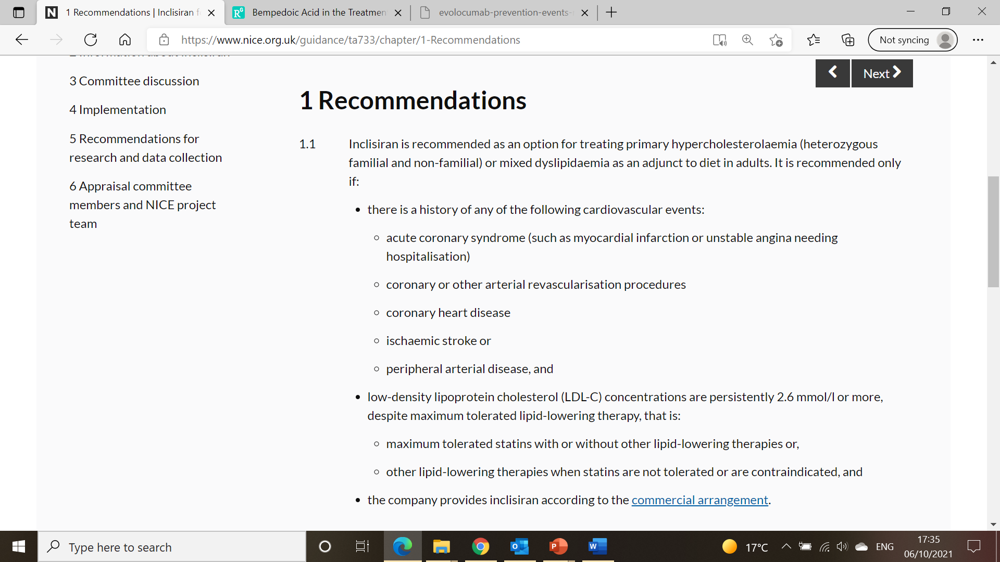 1 Recommendations | Inclisiran f
Bempedoic Acid in the Treatmen
evolocumab-prevention-events-
https://www.nice.org.uk/guidance/ta733/chapter/1-Recommendations
Not syncing
2 Information about inclisiran
3 Committee discussion
4 Implementation
5 Recommendations for
research and data collection
6 Appraisal committee
members and NICE project
team
Next
1 Recommendations
1.1 Inclisiran is recommended as an option for treating primary hypercholesterolaemia (heterozygous
familial and non-familial) or mixed dyslipidaemia as an adjunct to diet in adults. It is recommended only
if:
• there is a history of any of the following cardiovascular events:
◦ acute coronary syndrome (such as myocardial infarction or unstable angina needing
hospitalisation)
◦ coronary or other arterial revascularisation procedures
◦ coronary heart disease
◦ ischaemic stroke or
◦ peripheral arterial disease, and
• low-density lipoprotein cholesterol (LDL-C) concentrations are persistently 2.6 mmol/l or more,
despite maximum tolerated lipid-lowering therapy, that is:
◦ maximum tolerated statins with or without other lipid-lowering therapies or,
◦ other lipid-lowering therapies when statins are not tolerated or are contraindicated, and
• the company provides inclisiran according to the commercial arrangement.
Type here to search
17°C
ENG
17:35
06/10/2021